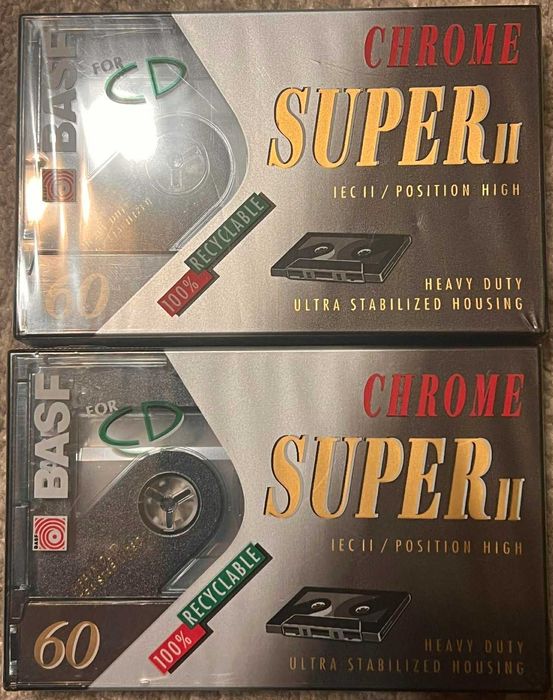 BASF
FOR
CD
CHROME
SUPER II
IEC II / POSITION HIGH
100% RECYCLABLE
HEAVY DUTY
ULTRA STABILIZED HOUSING
60
BASF
FOR
CD
CHROME
SUPER II
IEC II / POSITION HIGH
BASF
100% RECYCLABLE
HEAVY DUTY
ULTRA STABILIZED HOUSING
60